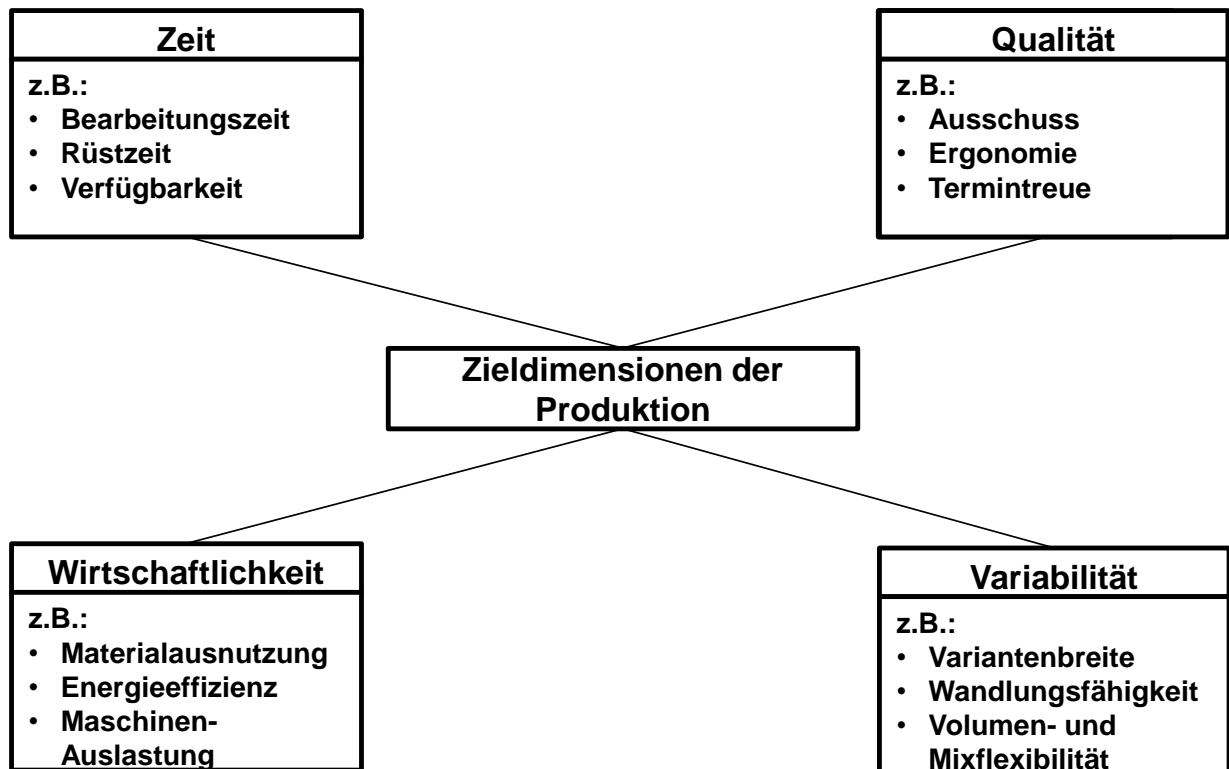 Zeit
z.B.:
• Bearbeitungszeit
• Rüstzeit
• Verfügbarkeit
Qualität
z.B.:
• Ausschuss
• Ergonomie
• Termintreue
Zieldimensionen der
Produktion
Wirtschaftlichkeit
z.B.:
• Materialausnutzung
• Energieeffizienz
• Maschinen-
Auslastung
Variabilität
z.B.:
• Variantenbreite
• Wandlungsfähigkeit
• Volumen- und
Mixflexibilität